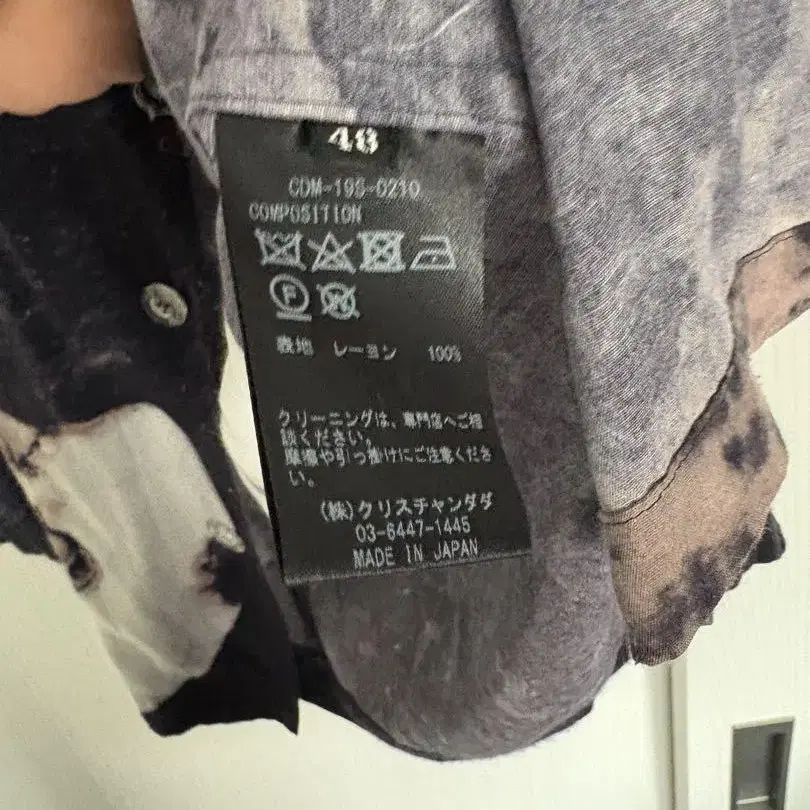 48
CDM-19S-0210
COMPOSITION
F
W
表地 レーヨン 100%
クリーニングは、専門店へご相
談ください。
摩擦や引っ掛けにご注意くださ
い。
(株)クリスチャンダダ
03-6447-1445
MADE IN JAPAN